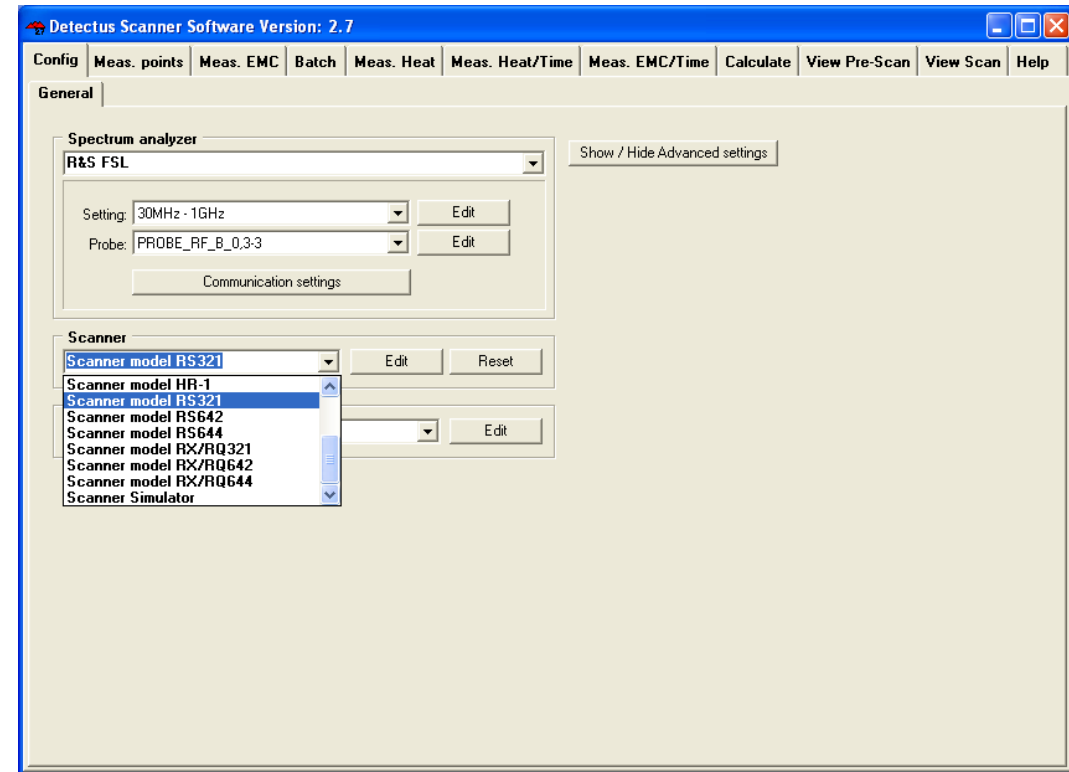 Detectus Scanner Software Version: 2.7
Config Meas. points Meas. EMC Batch Meas. Heat Meas. Heat/Time Meas. EMC/Time Calculate View Pre-Scan View Scan Help
General
Spectrum analyzer
R&S FSL
Show / Hide Advanced settings
Setting: 30MHz - 1GHz Edit
Probe: PROBE_RF_B_0,3-3 Edit
Communication settings
Scanner
Scanner model RS321 Edit Reset
Scanner model HR-1
Scanner model RS321
Scanner model RS642
Scanner model RS644 Edit
Scanner model RX/RQ321
Scanner model RX/RQ642
Scanner model RX/RQ644
Scanner Simulator